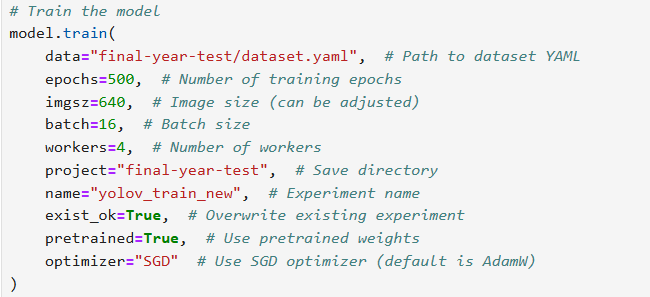 # Train the model
model.train(
    data="final-year-test/dataset.yaml",  # Path to dataset YAML
    epochs=500,  # Number of training epochs
    imgsz=640,  # Image size (can be adjusted)
    batch=16,  # Batch size
    workers=4,  # Number of workers
    project="final-year-test",  # Save directory
    name="yolov_train_new",  # Experiment name
    exist_ok=True,  # Overwrite existing experiment
    pretrained=True,  # Use pretrained weights
    optimizer="SGD"  # Use SGD optimizer (default is AdamW)
)